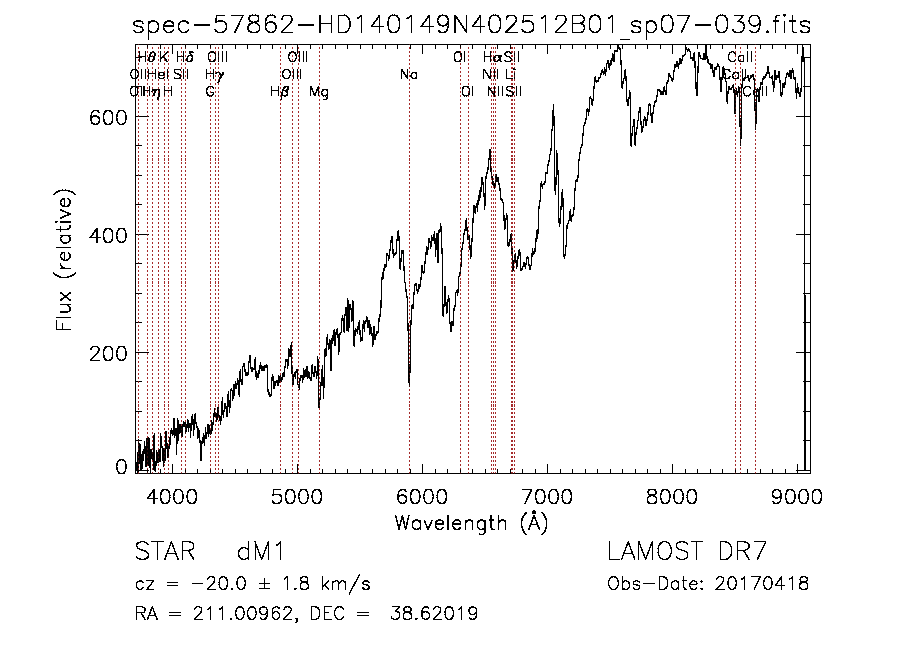 spec−57862−HD140149N402512B01_sp07−039.fits
Hθ K Hδ OIII OIII OI Hα SII CaII
OII HeI SII Hγ OIII Na NII Li CaII
OII Hη H G Hβ Mg OI NII SII CaII
600
400
200
0
Flux (relative)
4000 5000 6000 7000 8000 9000
Wavelength (Å)
STAR dM1 LAMOST DR7
cz = −20.0 ± 1.8 km/s Obs−Date: 20170418
RA = 211.00962, DEC = 38.62019